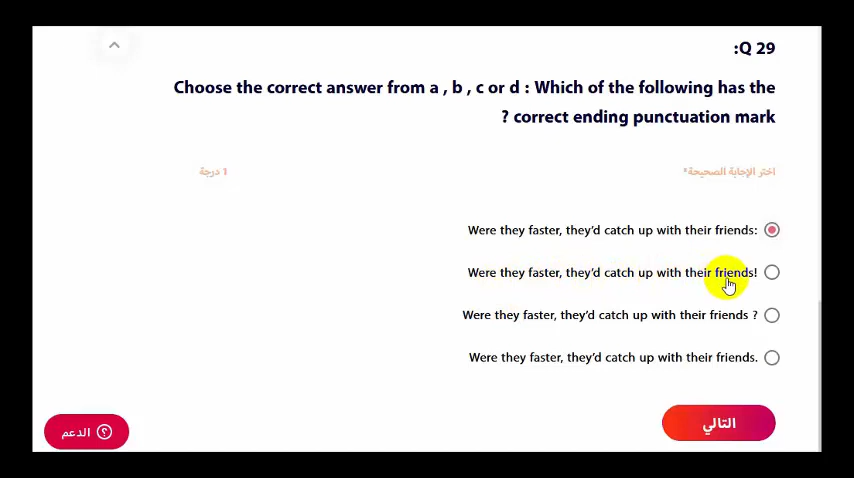 :Q 29
Choose the correct answer from a , b , c or d : Which of the following has the
? correct ending punctuation mark
اختر الإجابة الصحيحة*
1 درجة
Were they faster, they'd catch up with their friends:
Were they faster, they'd catch up with their friends!
Were they faster, they'd catch up with their friends ?
Were they faster, they'd catch up with their friends.
التالي
الدعم